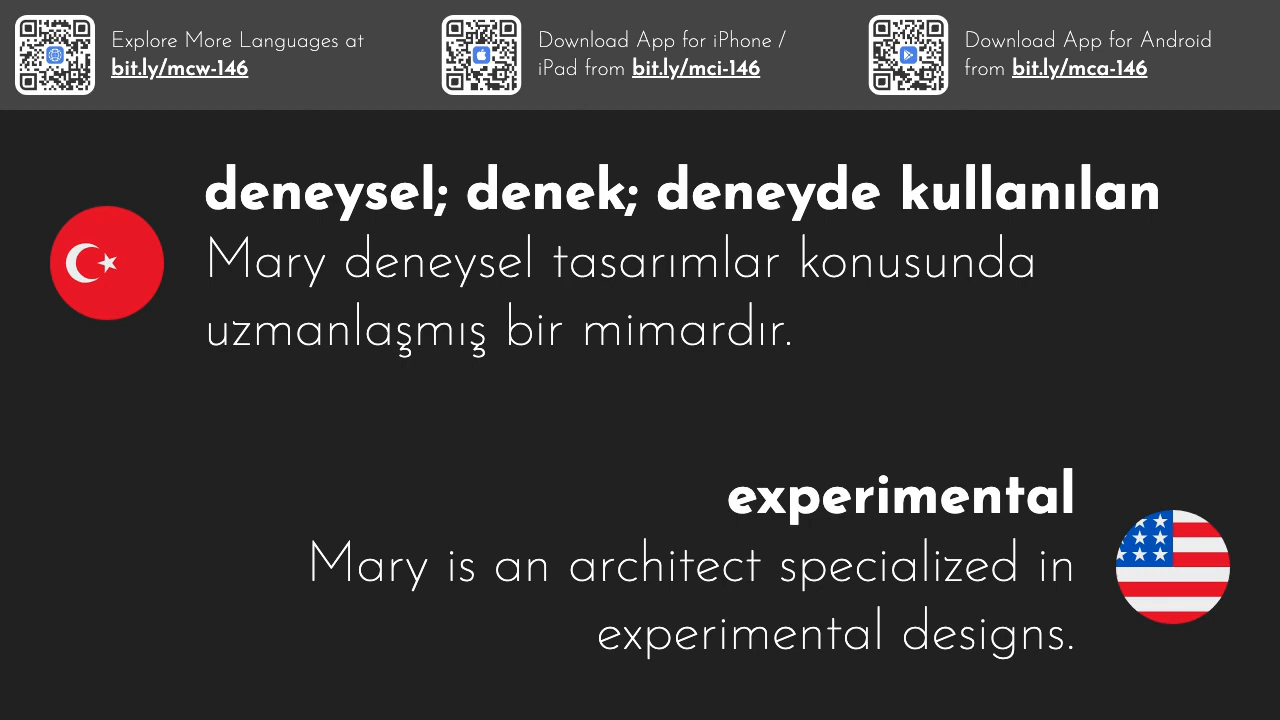 Explore More Languages at
bit.ly/mcw-146
Download App for iPhone /
iPad from bit.ly/mci-146
Download App for Android
from bit.ly/mca-146
deneysel; denek; deneyde kullanılan
Mary deneysel tasarımlar konusunda
uzmanlaşmış bir mimardır.
experimental
Mary is an architect specialized in
experimental designs.